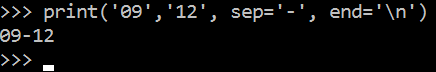 >>> print('09','12', sep='-', end='\n')
09-12
>>>